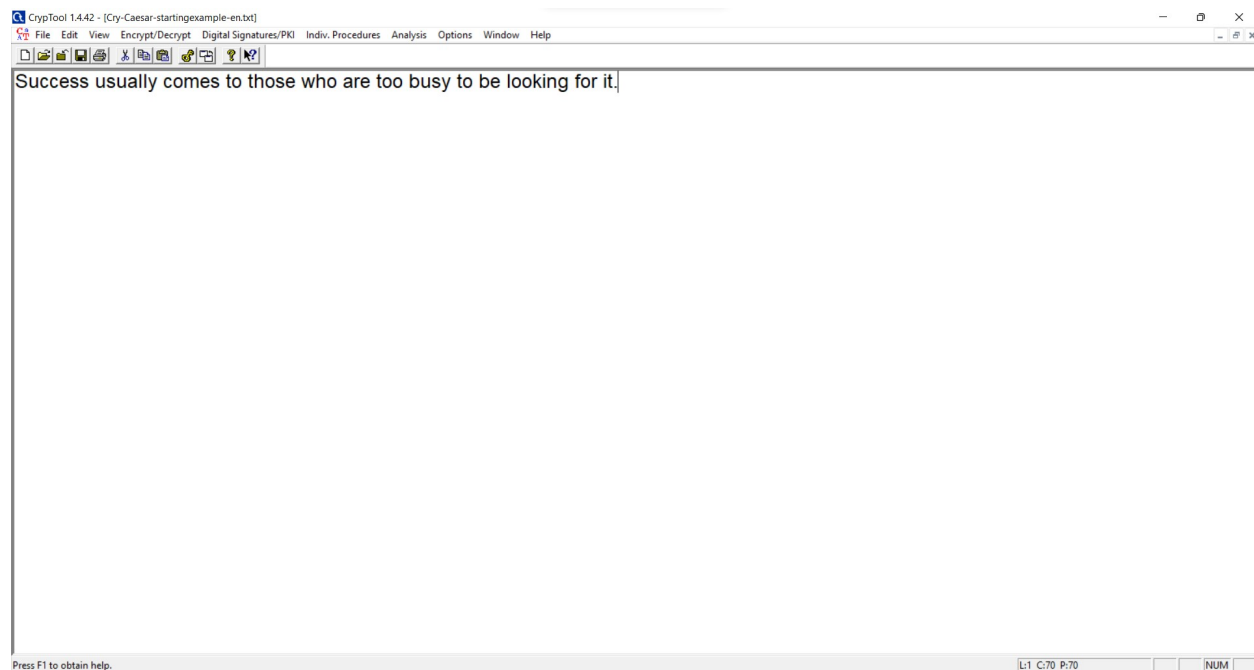 CrypTool 1.4.42 - [Cry-Caesar-startingexample-en.txt]
File Edit View Encrypt/Decrypt Digital Signatures/PKI Indiv. Procedures Analysis Options Window Help
Success usually comes to those who are too busy to be looking for it.
Press F1 to obtain help. L:1 C:70 P:70 NUM